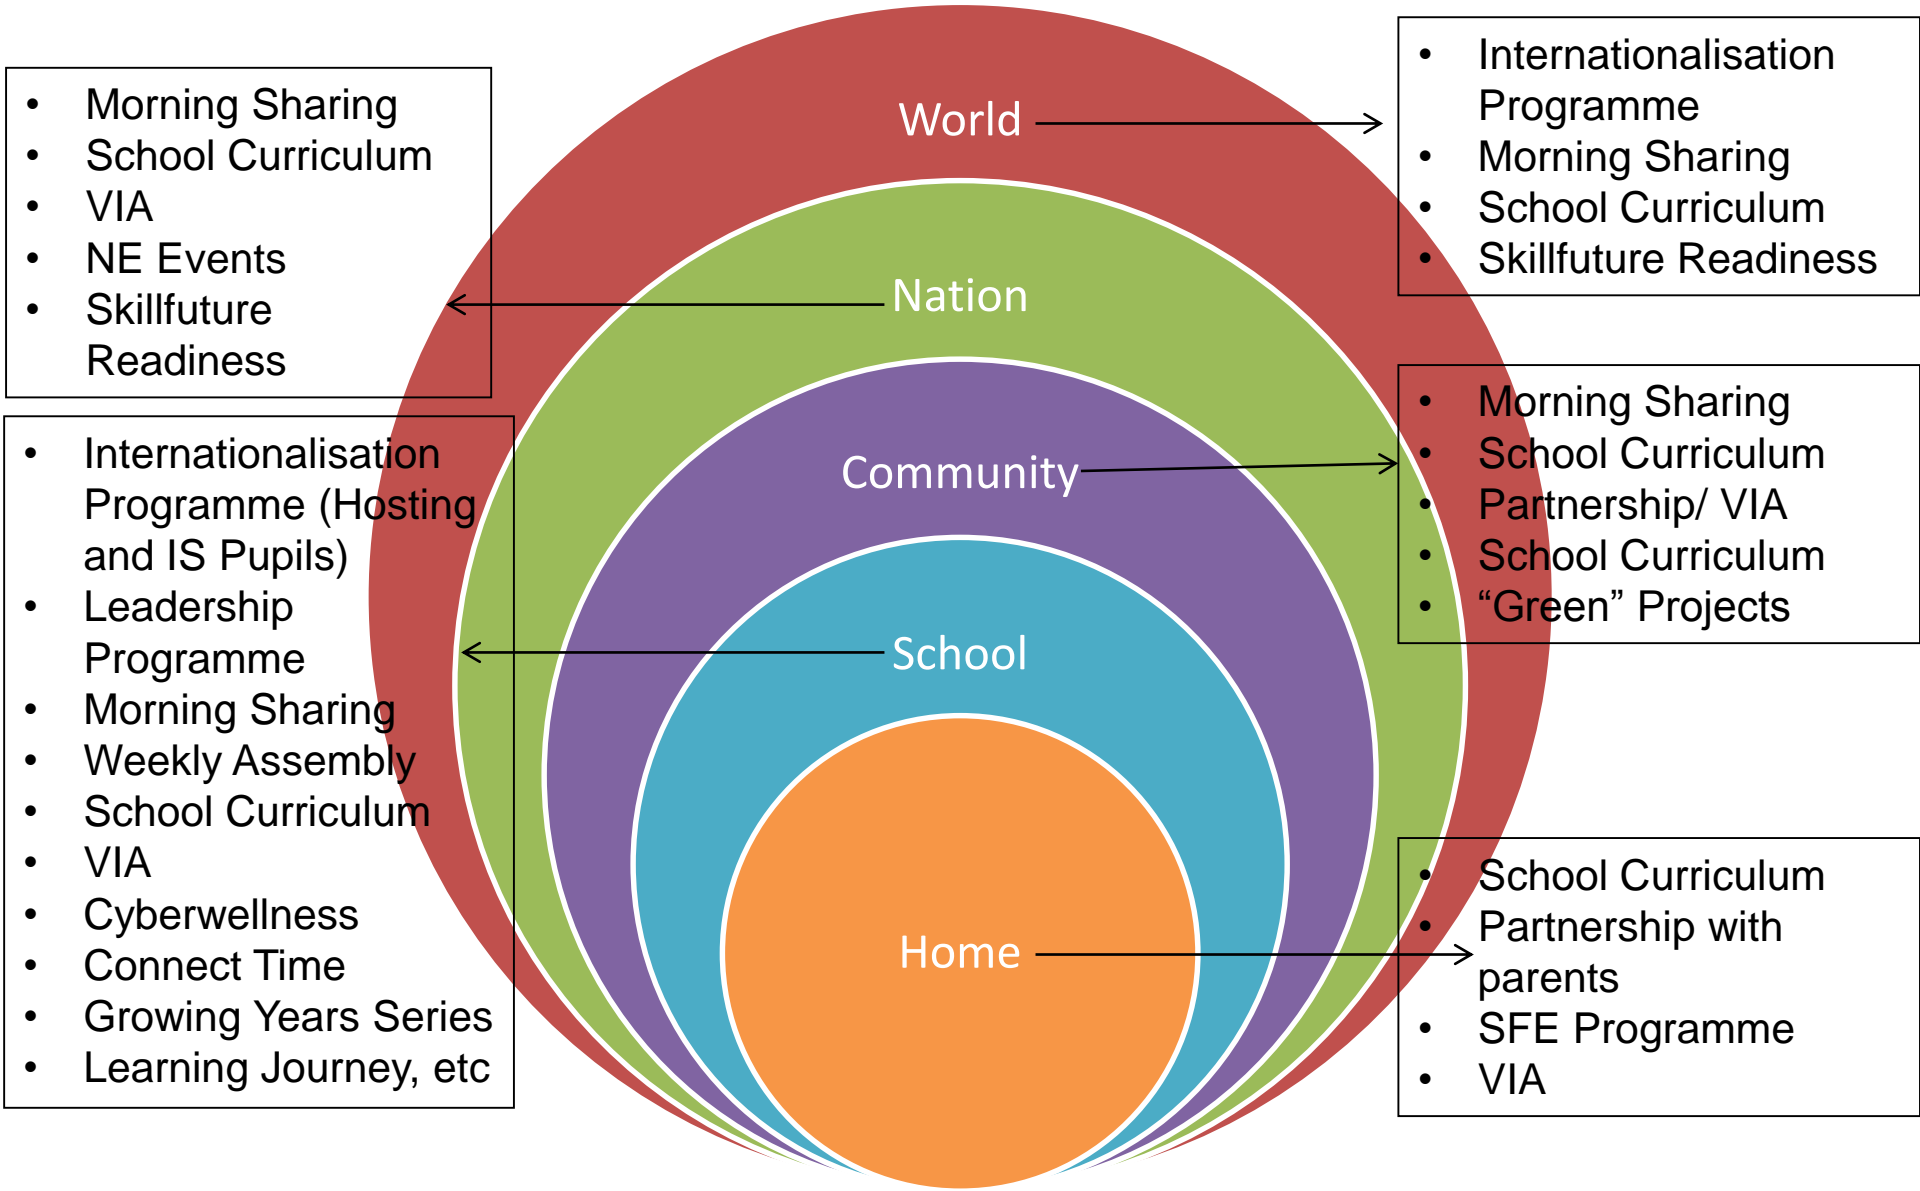 World
• Internationalisation
Programme
• Morning Sharing
• School Curriculum
• Skillfuture Readiness
Nation
• Morning Sharing
• School Curriculum
• VIA
• NE Events
• Skillfuture
Readiness
Community
• Morning Sharing
• School Curriculum
• Partnership/ VIA
• School Curriculum
• “Green” Projects
School
• Internationalisation
Programme (Hosting
and IS Pupils)
• Leadership
Programme
• Morning Sharing
• Weekly Assembly
• School Curriculum
• VIA
• Cyberwellness
• Connect Time
• Growing Years Series
• Learning Journey, etc
Home
• School Curriculum
• Partnership with
parents
• SFE Programme
• VIA